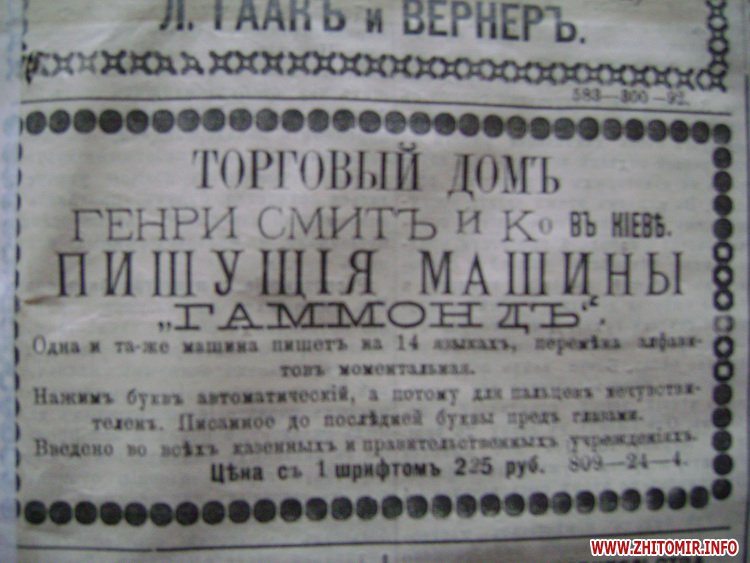 Л. ГААКЪ и ВЕРНЕРЪ.
583—300—92.
ТОРГОВЫЙ ДОМЪ
ГЕНРИ СМИТЪ и Ко ВЪ КІЕВѢ.
ПИШУЩІЯ МАШИНЫ
„ГАММОНДЪ“.
Одна и та-же машина пишетъ на 14 языкахъ, перемѣна алфави-
товъ моментальная.
Нажимъ буквъ автоматическій, а потому для пальцевъ нечувстви-
теленъ. Писанное до послѣдней буквы предъ глазами.
Введено во всѣхъ казенныхъ и правительственныхъ учрежденіяхъ.
Цѣна съ 1 шрифтомъ 225 руб. 809—24—4.
WWW.ZHITOMIR.INFO